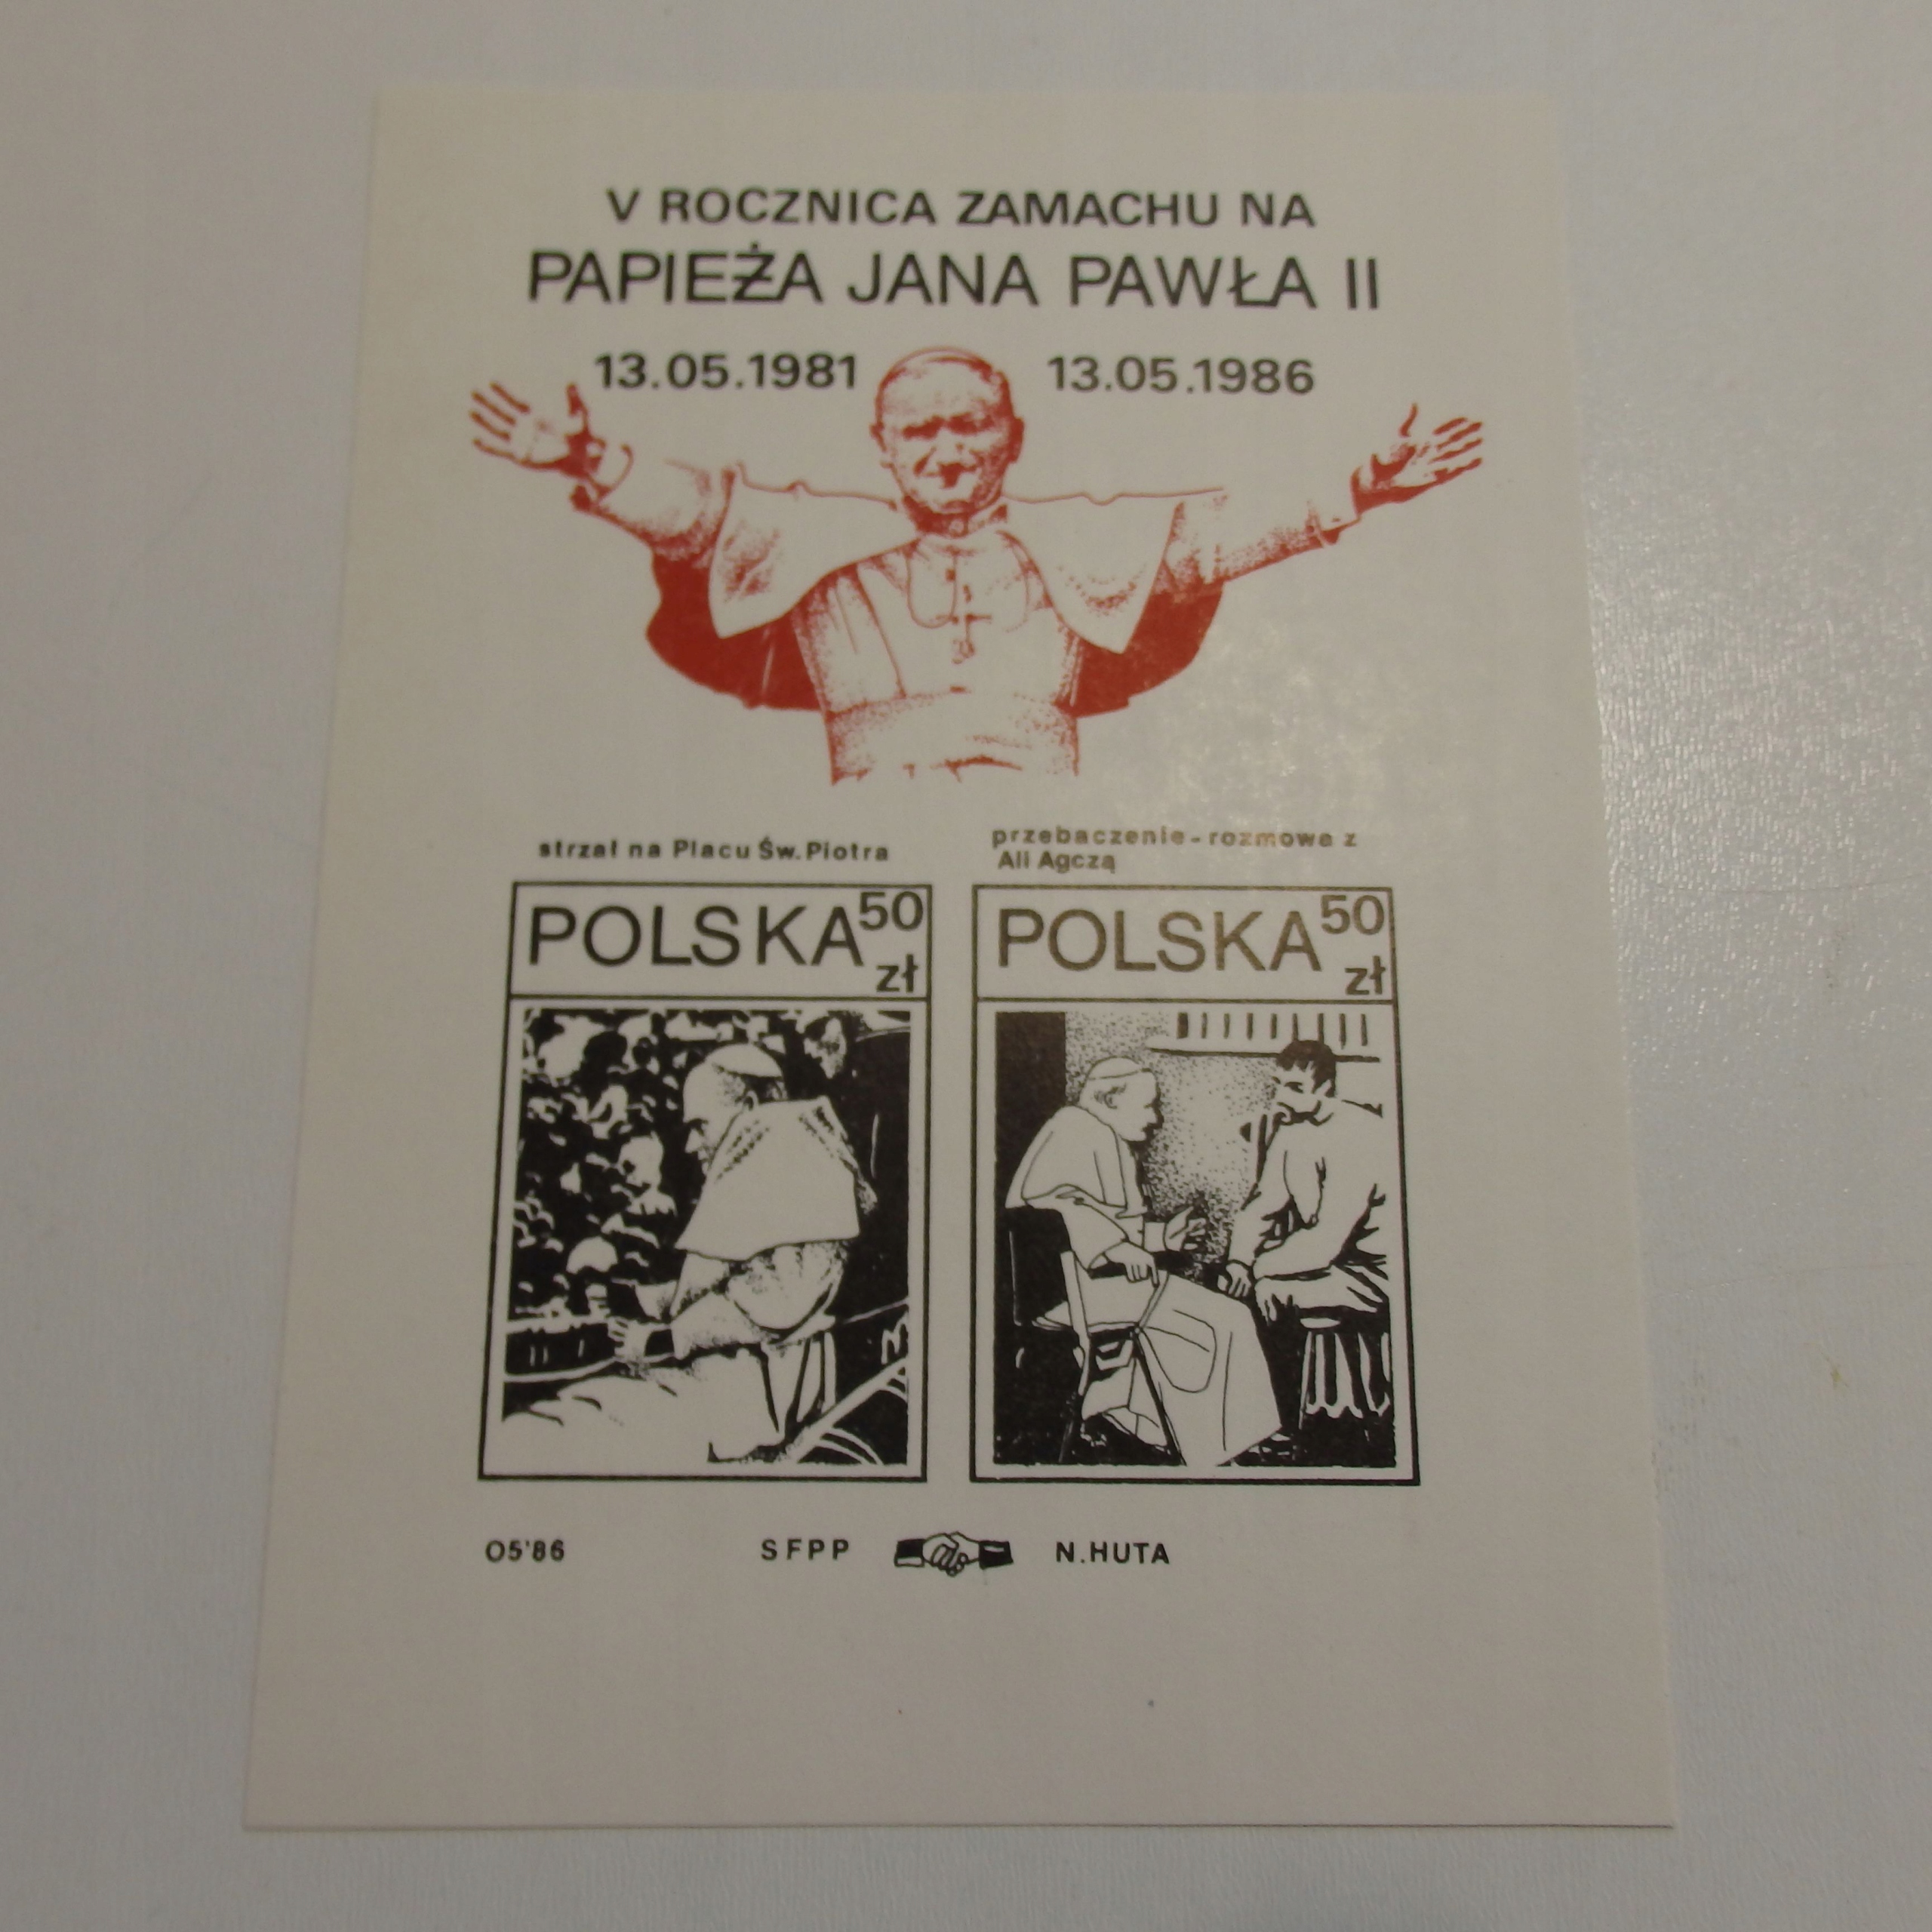 V ROCZNICA ZAMACHU NA
PAPIEŻA JANA PAWŁA II
13.05.1981 13.05.1986
strzał na Placu Św. Piotra
przebaczenie - rozmowa z
Ali Agczą
POLSKA 50 zł
POLSKA 50 zł
05'86 SFPP N.HUTA